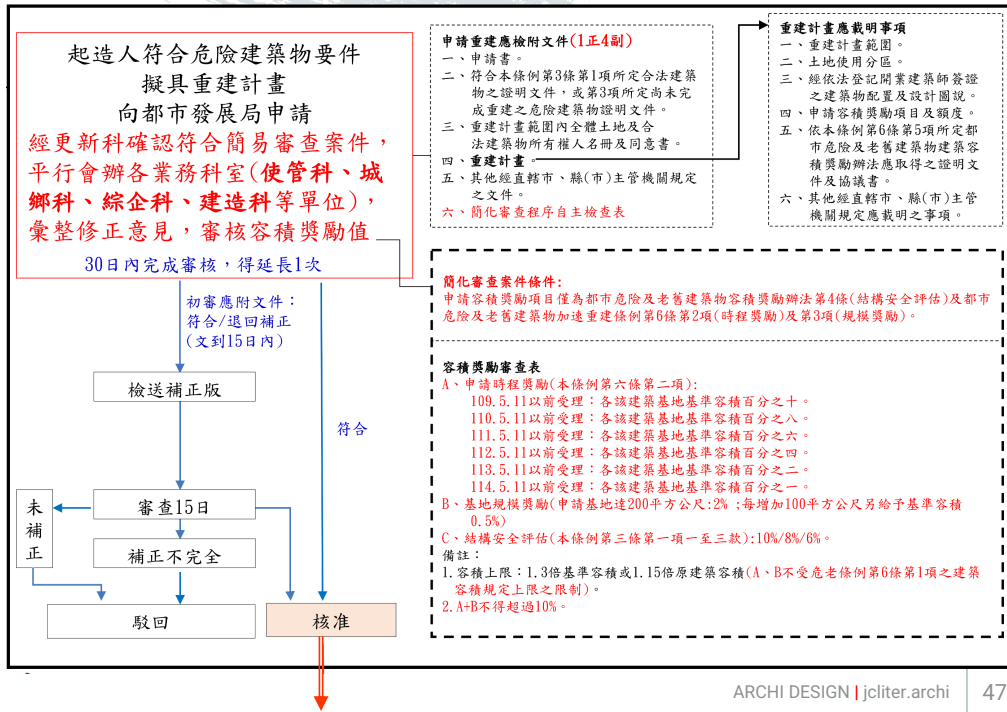 起造人符合危險建築物要件
擬具重建計畫
向都市發展局申請
經更新科確認符合簡易審查案件，
平行會辦各業務科室(使管科、城
鄉科、綜企科、建造科等單位)，
彙整修正意見，審核容積獎勵值
30日內完成審核，得延長1次
初審應附文件：
符合/退回補正
(文到15日內)
檢送補正版
符合
審查15日
未補正
補正不完全
駁回
核准
申請重建應檢附文件(1正4副)
一、申請書。
二、符合本條例第3條第1項所定合法建築
物之證明文件，或第3項所定尚未完
成重建之危險建築物證明文件。
三、重建計畫範圍內全體土地及合
法建築物所有權人名冊及同意書。
四、重建計畫。
五、其他經直轄市、縣(市)主管機關規定
之文件。
六、簡化審查程序自主檢查表
重建計畫應載明事項
一、重建計畫範圍。
二、土地使用分區。
三、經依法登記開業建築師簽證
之建築物配置及設計圖說。
四、申請容積獎勵項目及額度。
五、依本條例第6條第5項所定都
市危險及老舊建築物建築容
積獎勵辦法應取得之證明文
件及協議書。
六、其他經直轄市、縣(市)主管
機關規定應載明之事項。
簡化審查案件條件:
申請容積獎勵項目僅為都市危險及老舊建築物容積獎勵辦法第4條(結構安全評估)及都市
危險及老舊建築物加速重建條例第6條第2項(時程獎勵)及第3項(規模獎勵)。
容積獎勵審查表
A、申請時程獎勵(本條例第六條第二項):
109.5.11以前受理：各該建築基地基準容積百分之十。
110.5.11以前受理：各該建築基地基準容積百分之八。
111.5.11以前受理：各該建築基地基準容積百分之六。
112.5.11以前受理：各該建築基地基準容積百分之四。
113.5.11以前受理：各該建築基地基準容積百分之二。
114.5.11以前受理：各該建築基地基準容積百分之一。
B、基地規模獎勵(申請基地達200平方公尺:2% ;每增加100平方公尺另給予基準容積
0.5%)
C、結構安全評估(本條例第三條第一項一至三款):10%/8%/6%。
備註：
1.容積上限：1.3倍基準容積或1.15倍原建築容積(A、B不受危老條例第6條第1項之建築
容積規定上限之限制)。
2.A+B不得超過10%。
ARCHI DESIGN | jcliter.archi
47